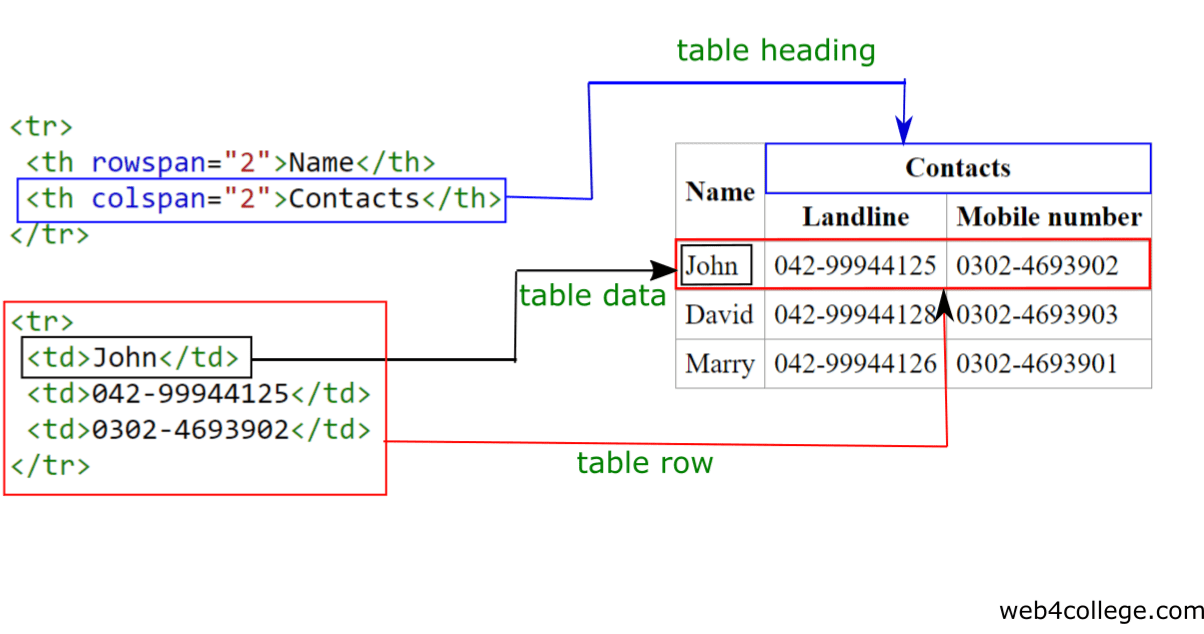 table heading
<tr>
<th rowspan="2">Name</th>
<th colspan="2">Contacts</th>
</tr>
table data
<tr>
<td>John</td>
<td>042-99944125</td>
<td>0302-4693902</td>
</tr>
table row
Name Contacts
Landline Mobile number
John 042-99944125 0302-4693902
David 042-99944128 0302-4693903
Marry 042-99944126 0302-4693901
web4college.com